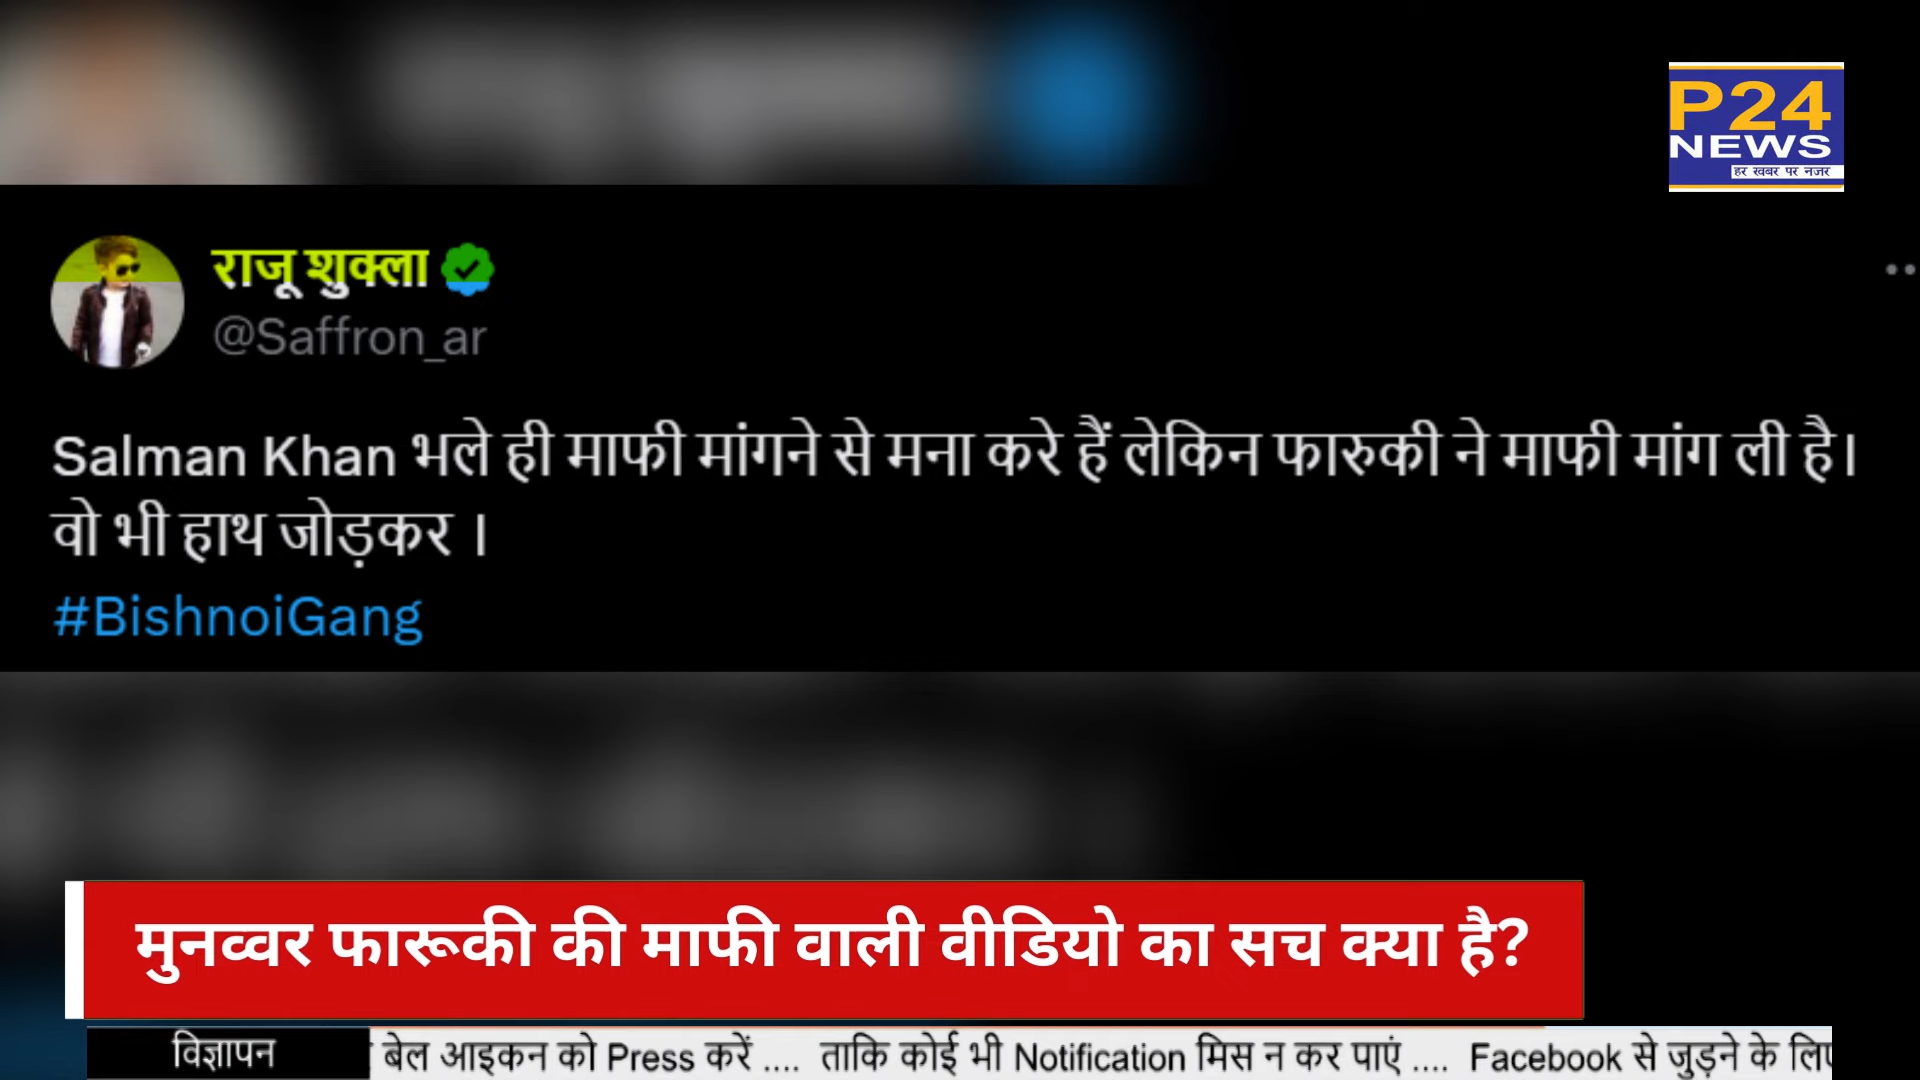 P24
NEWS
हर खबर पर नजर
राजू शुक्ला
@Saffron_ar
Salman Khan भले ही माफी मांगने से मना करे हैं लेकिन फारुकी ने माफी मांग ली है।
वो भी हाथ जोड़कर ।
#BishnoiGang
मुनव्वर फारूकी की माफी वाली वीडियो का सच क्या है?
विज्ञापन
बेल आइकन को Press करें .... ताकि कोई भी Notification मिस न कर पाएं .... Facebook से जुड़ने के